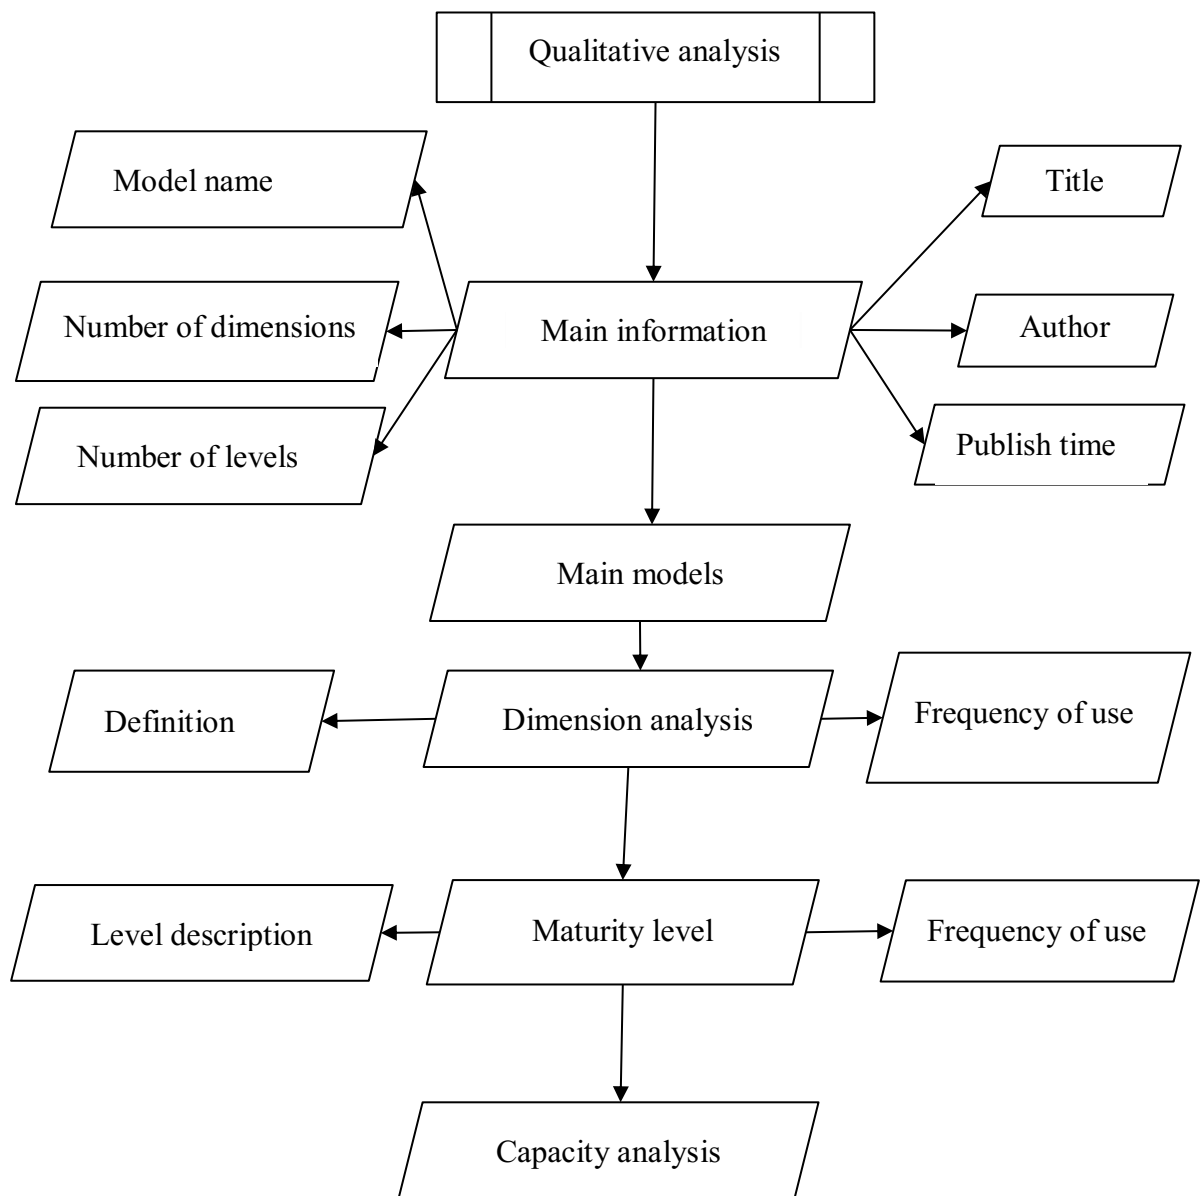 Qualitative analysis
Model name
Title
Number of dimensions
Main information
Author
Number of levels
Publish time
Main models
Definition
Dimension analysis
Frequency of use
Level description
Maturity level
Frequency of use
Capacity analysis